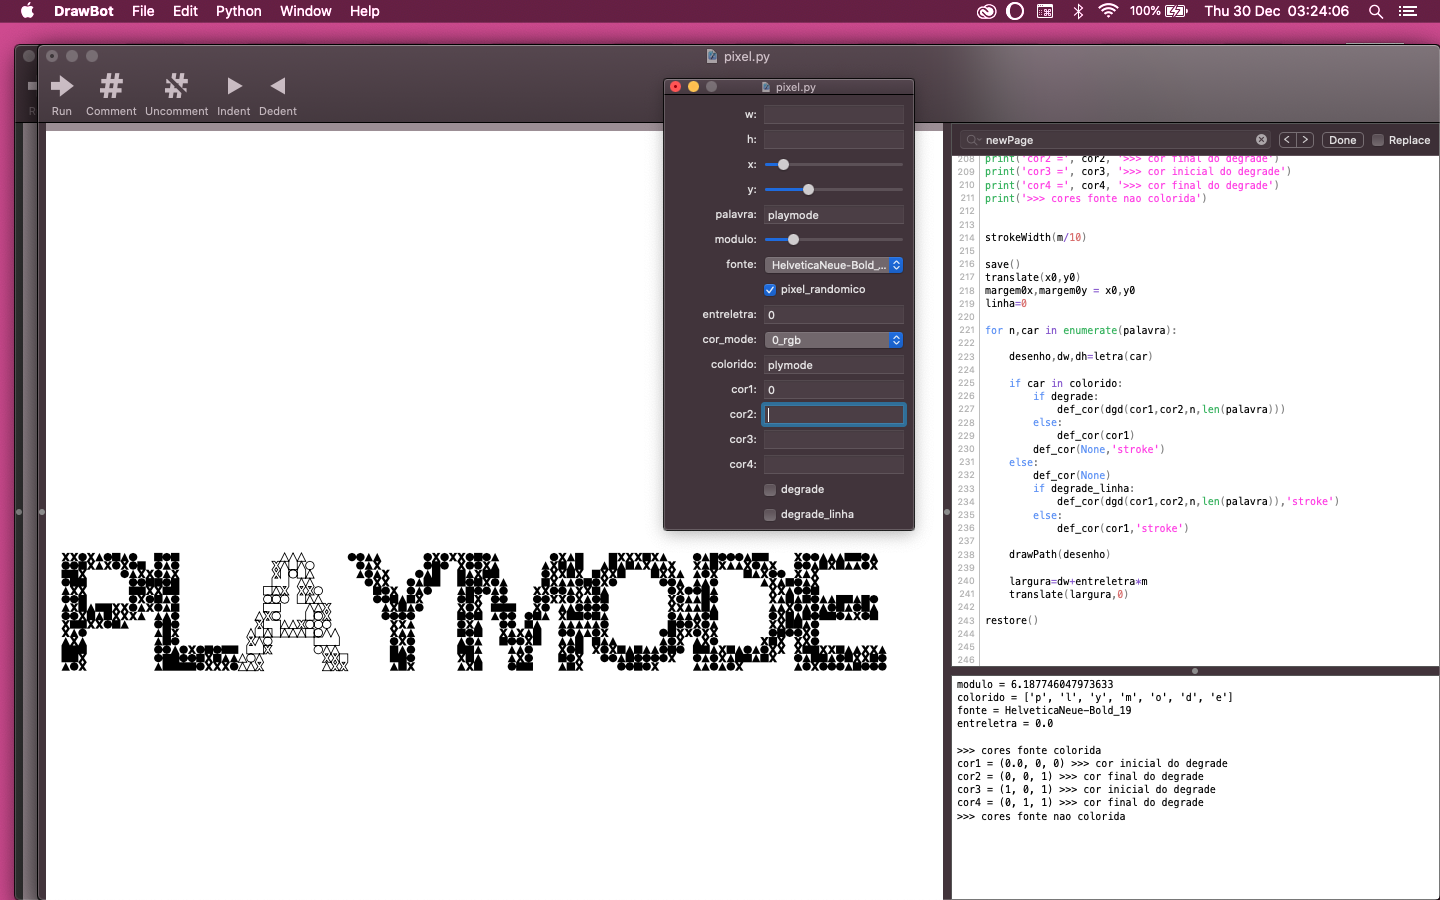 DrawBot File Edit Python Window Help 100% Thu 30 Dec 03:24:06
pixel.py
Run Comment Uncomment Indent Dedent
pixel.py
w:
h:
x:
y:
palavra: playmode
modulo:
fonte: HelveticaNeue-Bold_...
pixel_randomico
entreletra: 0
cor_mode: 0_rgb
colorido: plymode
cor1: 0
cor2:
cor3:
cor4:
degrade
degrade_linha
PLAYMODE
newPage Done Replace
208 print('cor2 =', cor2, '>>> cor final do degrade')
209 print('cor3 =', cor3, '>>> cor inicial do degrade')
210 print('cor4 =', cor4, '>>> cor final do degrade')
211 print('>>> cores fonte nao colorida')
212
213
214 strokeWidth(m/10)
215
216 save()
217 translate(x0,y0)
218 margem0x,margem0y = x0,y0
219 linha=0
220
221 for n,car in enumerate(palavra):
222
223     desenho,dw,dh=letra(car)
224
225     if car in colorido:
226         if degrade:
227             def_cor(dgd(cor1,cor2,n,len(palavra)))
228         else:
229             def_cor(cor1)
230         def_cor(None,'stroke')
231     else:
232         def_cor(None)
233         if degrade_linha:
234             def_cor(dgd(cor1,cor2,n,len(palavra)),'stroke')
235         else:
236             def_cor(cor1,'stroke')
237
238     drawPath(desenho)
239
240     largura=dw+entreletra*m
241     translate(largura,0)
242
243 restore()
244
245
246
modulo = 6.187746047973633
colorido = ['p', 'l', 'y', 'm', 'o', 'd', 'e']
fonte = HelveticaNeue-Bold_19
entreletra = 0.0
>>> cores fonte colorida
cor1 = (0.0, 0, 0) >>> cor inicial do degrade
cor2 = (0, 0, 1) >>> cor final do degrade
cor3 = (1, 0, 1) >>> cor inicial do degrade
cor4 = (0, 1, 1) >>> cor final do degrade
>>> cores fonte nao colorida